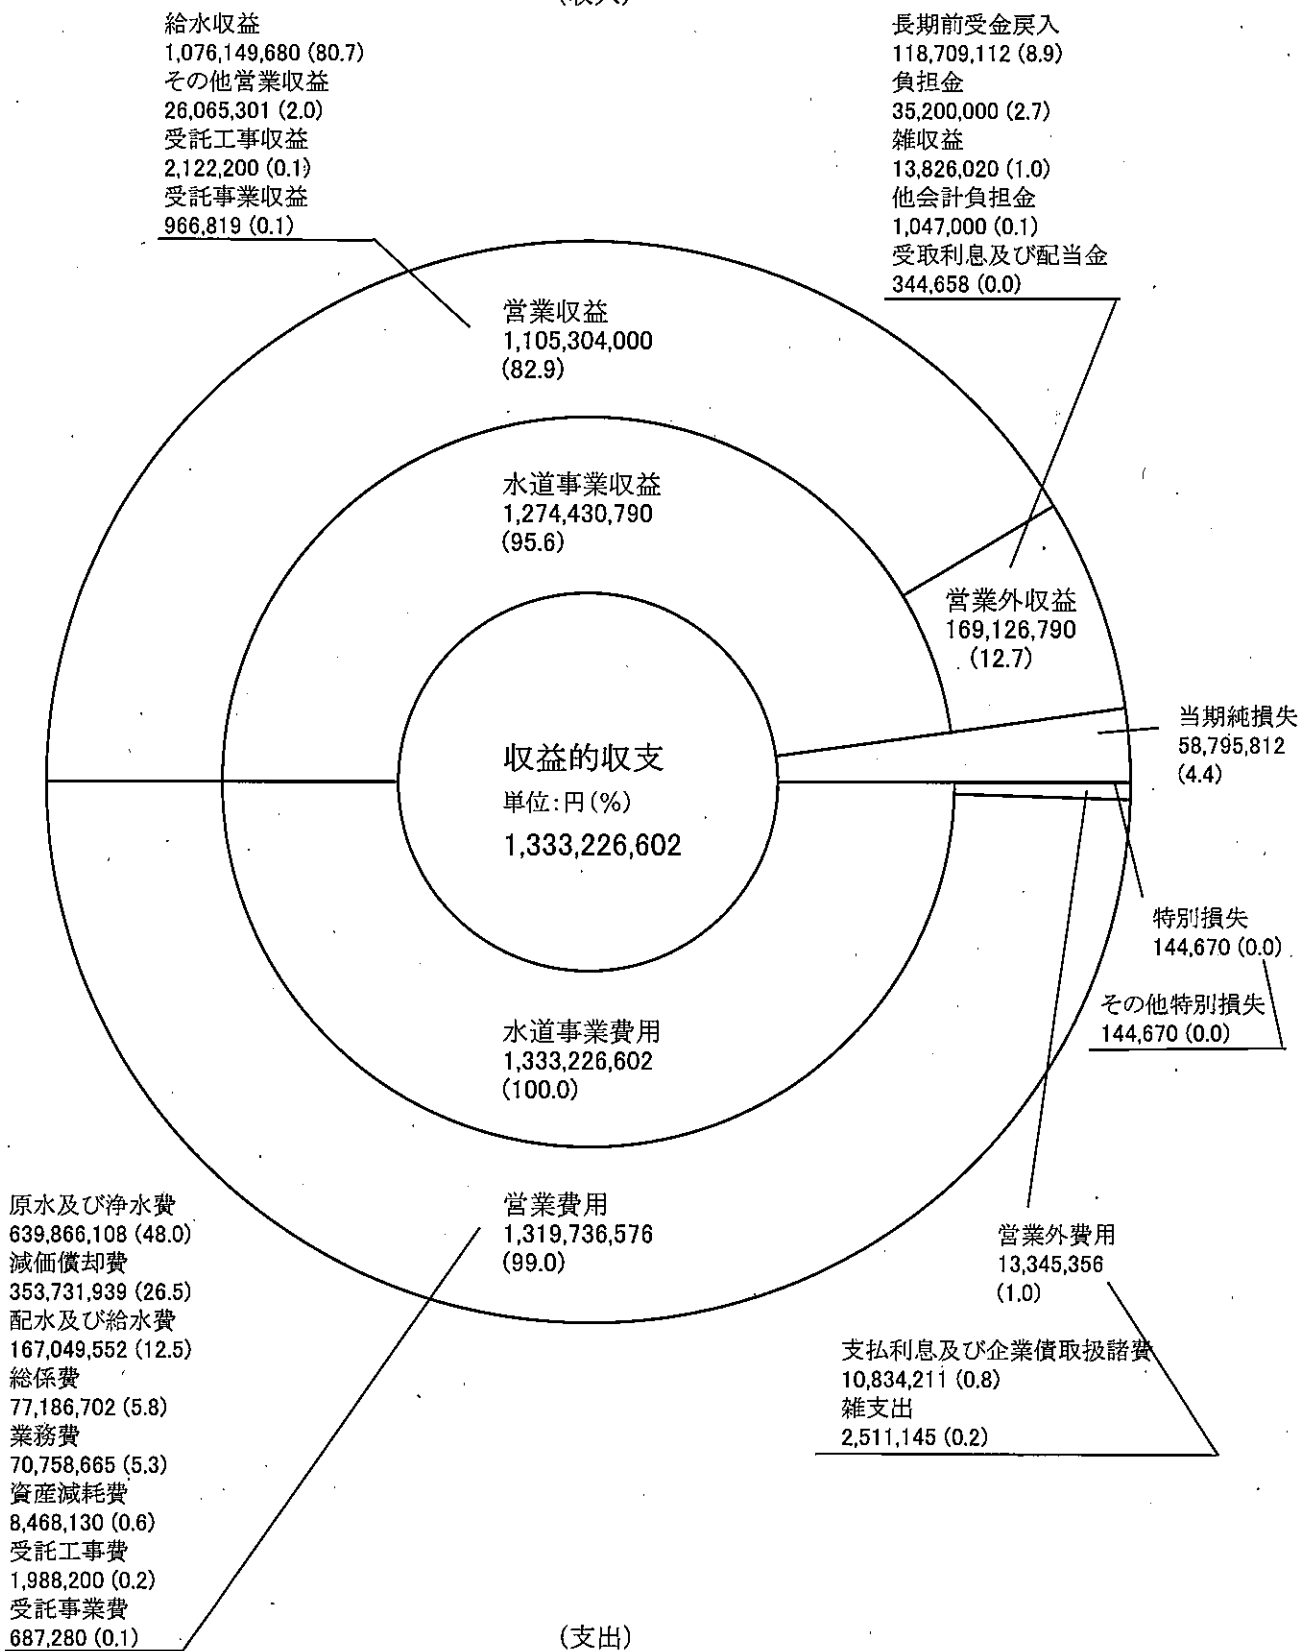 (収入)
給水収益
1,076,149,680 (80.7)
その他営業収益
26,065,301 (2.0)
受託工事収益
2,122,200 (0.1)
受託事業収益
966,819 (0.1)
長期前受金戻入
118,709,112 (8.9)
負担金
35,200,000 (2.7)
雑収益
13,826,020 (1.0)
他会計負担金
1,047,000 (0.1)
受取利息及び配当金
344,658 (0.0)
営業収益
1,105,304,000
(82.9)
水道事業収益
1,274,430,790
(95.6)
営業外収益
169,126,790
(12.7)
当期純損失
58,795,812
(4.4)
収益的収支
単位:円(%)
1,333,226,602
特別損失
144,670 (0.0)
その他特別損失
144,670 (0.0)
水道事業費用
1,333,226,602
(100.0)
営業費用
1,319,736,576
(99.0)
営業外費用
13,345,356
(1.0)
支払利息及び企業債取扱諸費
10,834,211 (0.8)
雑支出
2,511,145 (0.2)
原水及び浄水費
639,866,108 (48.0)
減価償却費
353,731,939 (26.5)
配水及び給水費
167,049,552 (12.5)
総係費
77,186,702 (5.8)
業務費
70,758,665 (5.3)
資産減耗費
8,468,130 (0.6)
受託工事費
1,988,200 (0.2)
受託事業費
687,280 (0.1)
(支出)